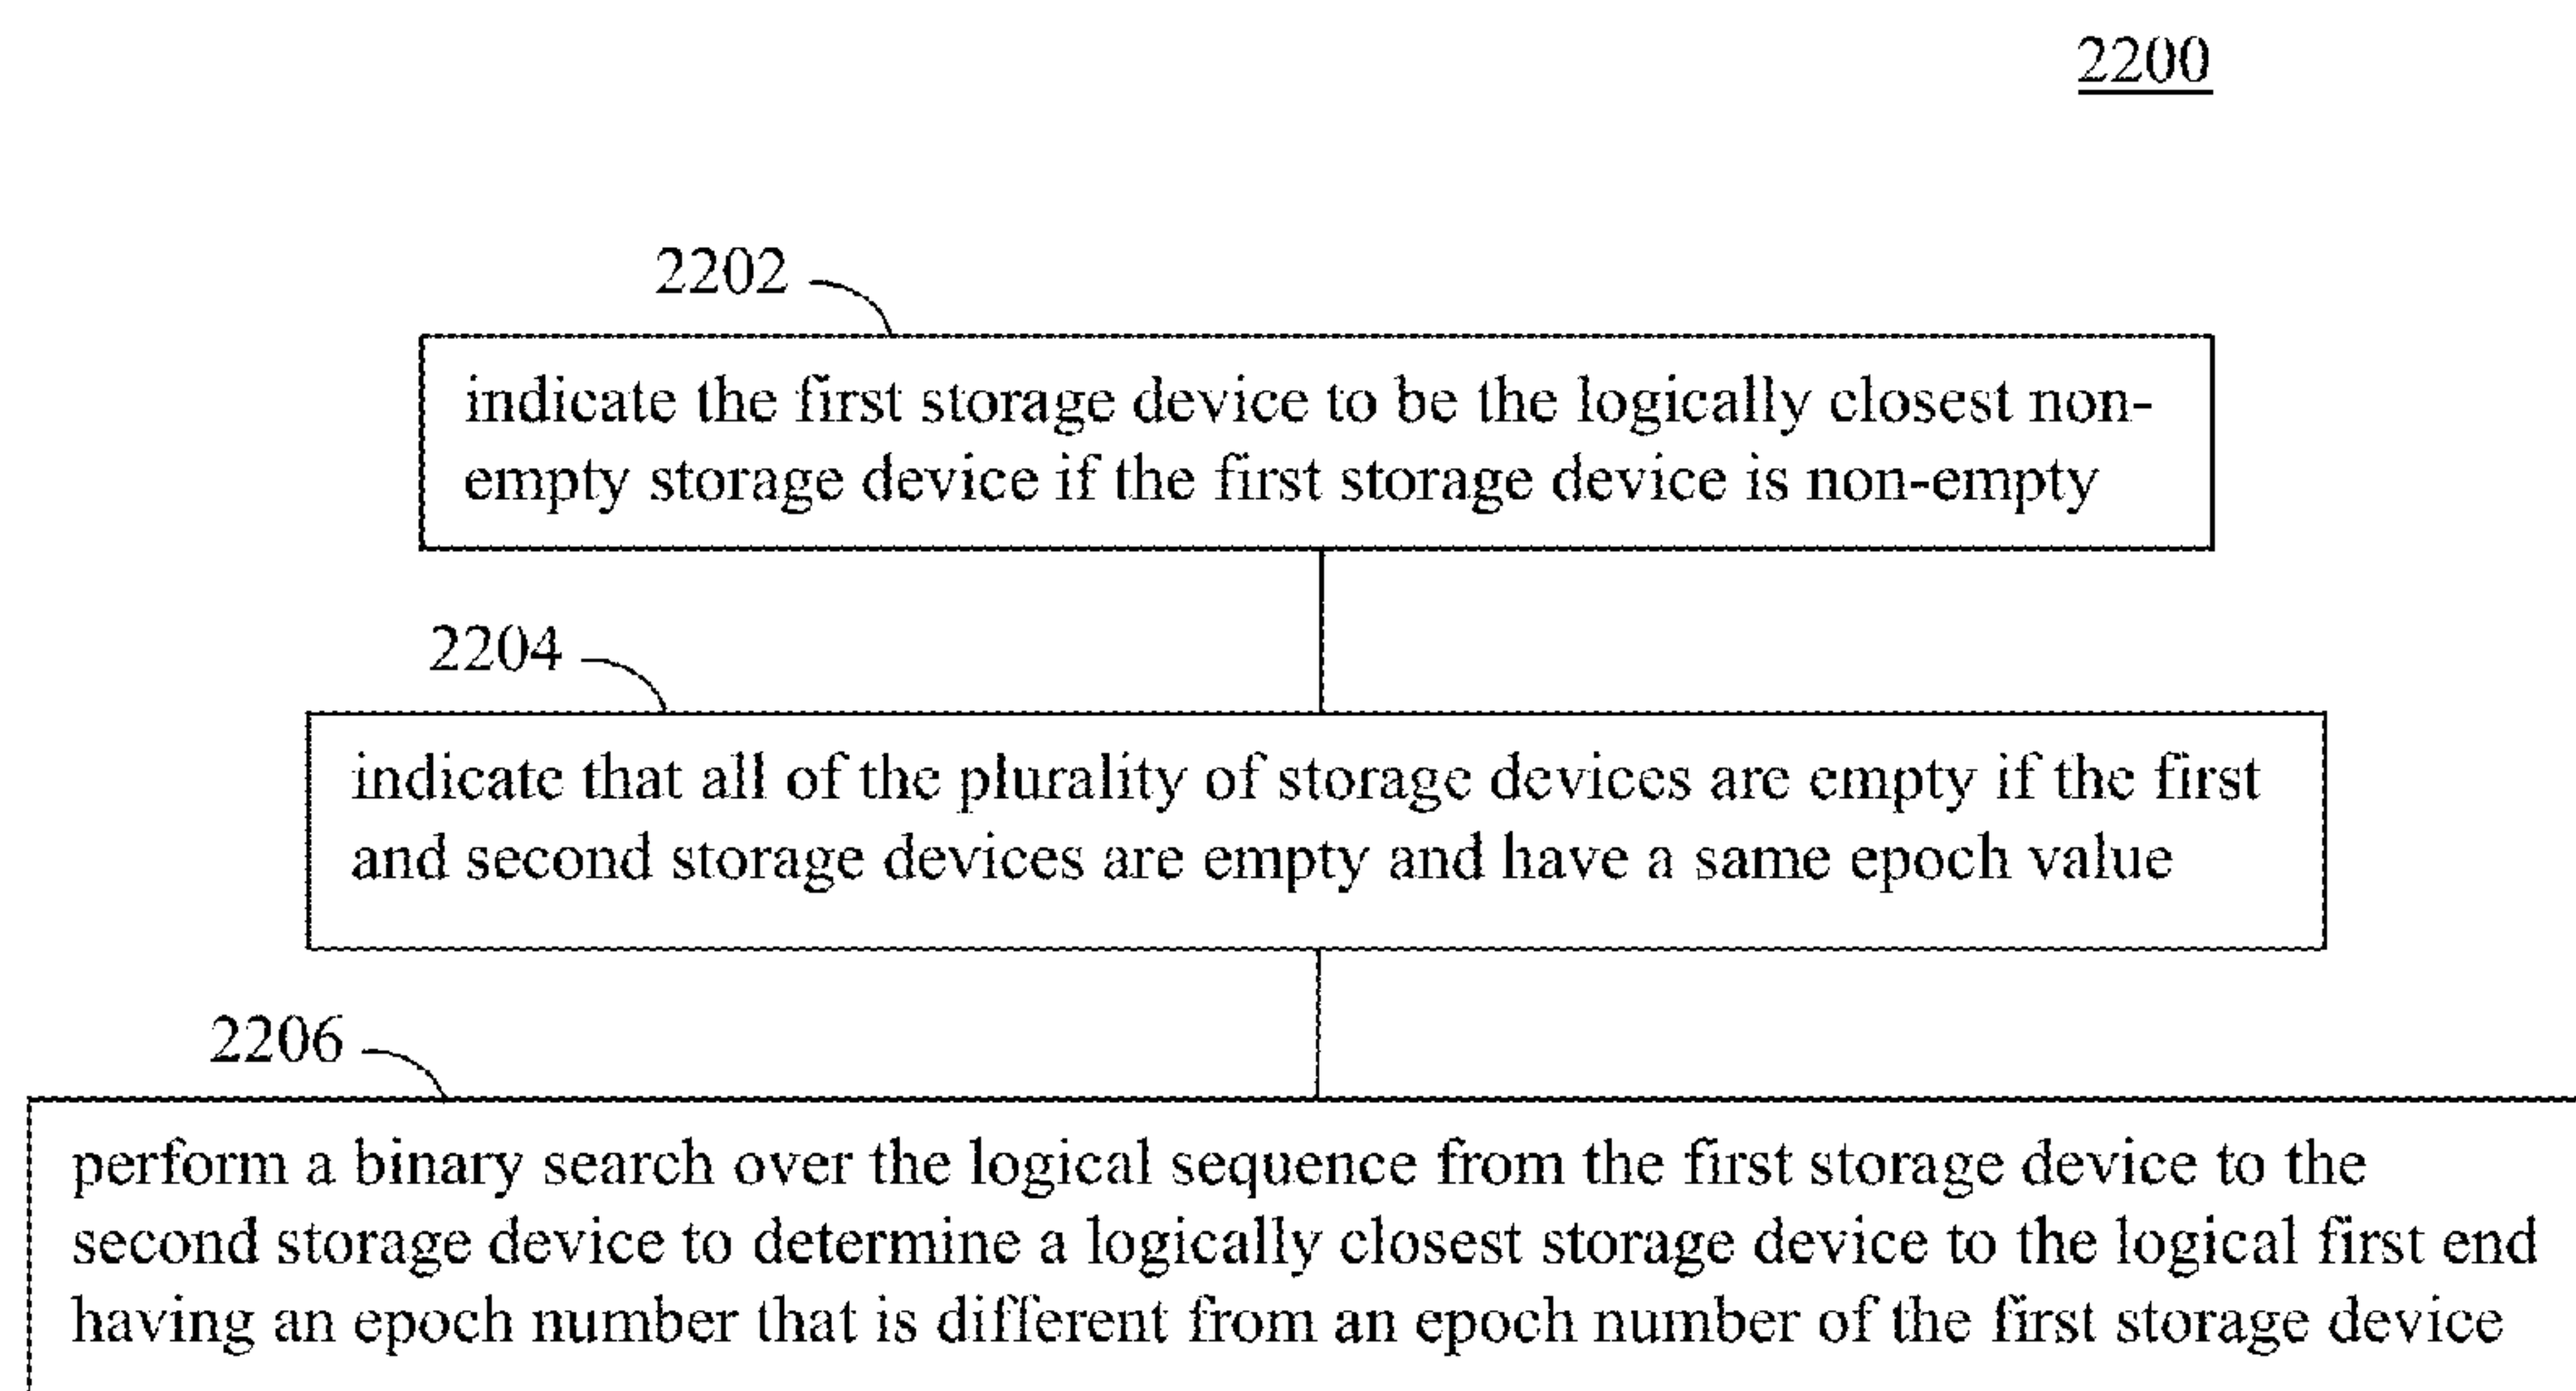 2200
2202
indicate the first storage device to be the logically closest non-
empty storage device if the first storage device is non-empty
2204
indicate that all of the plurality of storage devices are empty if the first
and second storage devices are empty and have a same epoch value
2206
perform a binary search over the logical sequence from the first storage device to the
second storage device to determine a logically closest storage device to the logical first end
having an epoch number that is different from an epoch number of the first storage device